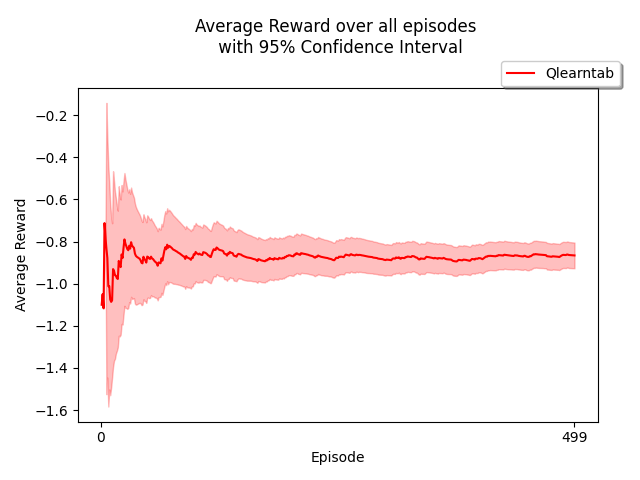 Average Reward over all episodes
with 95% Confidence Interval
Qlearntab
−0.2
−0.4
−0.6
−0.8
−1.0
−1.2
−1.4
−1.6
Average Reward
0 499
Episode